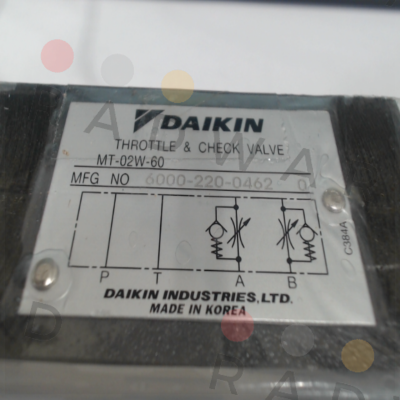 DAIKIN
THROTTLE & CHECK VALVE
MT-02W-60
MFG NO 6000-220-0462
P T A B
C384A
DAIKIN INDUSTRIES,LTD.
MADE IN KOREA